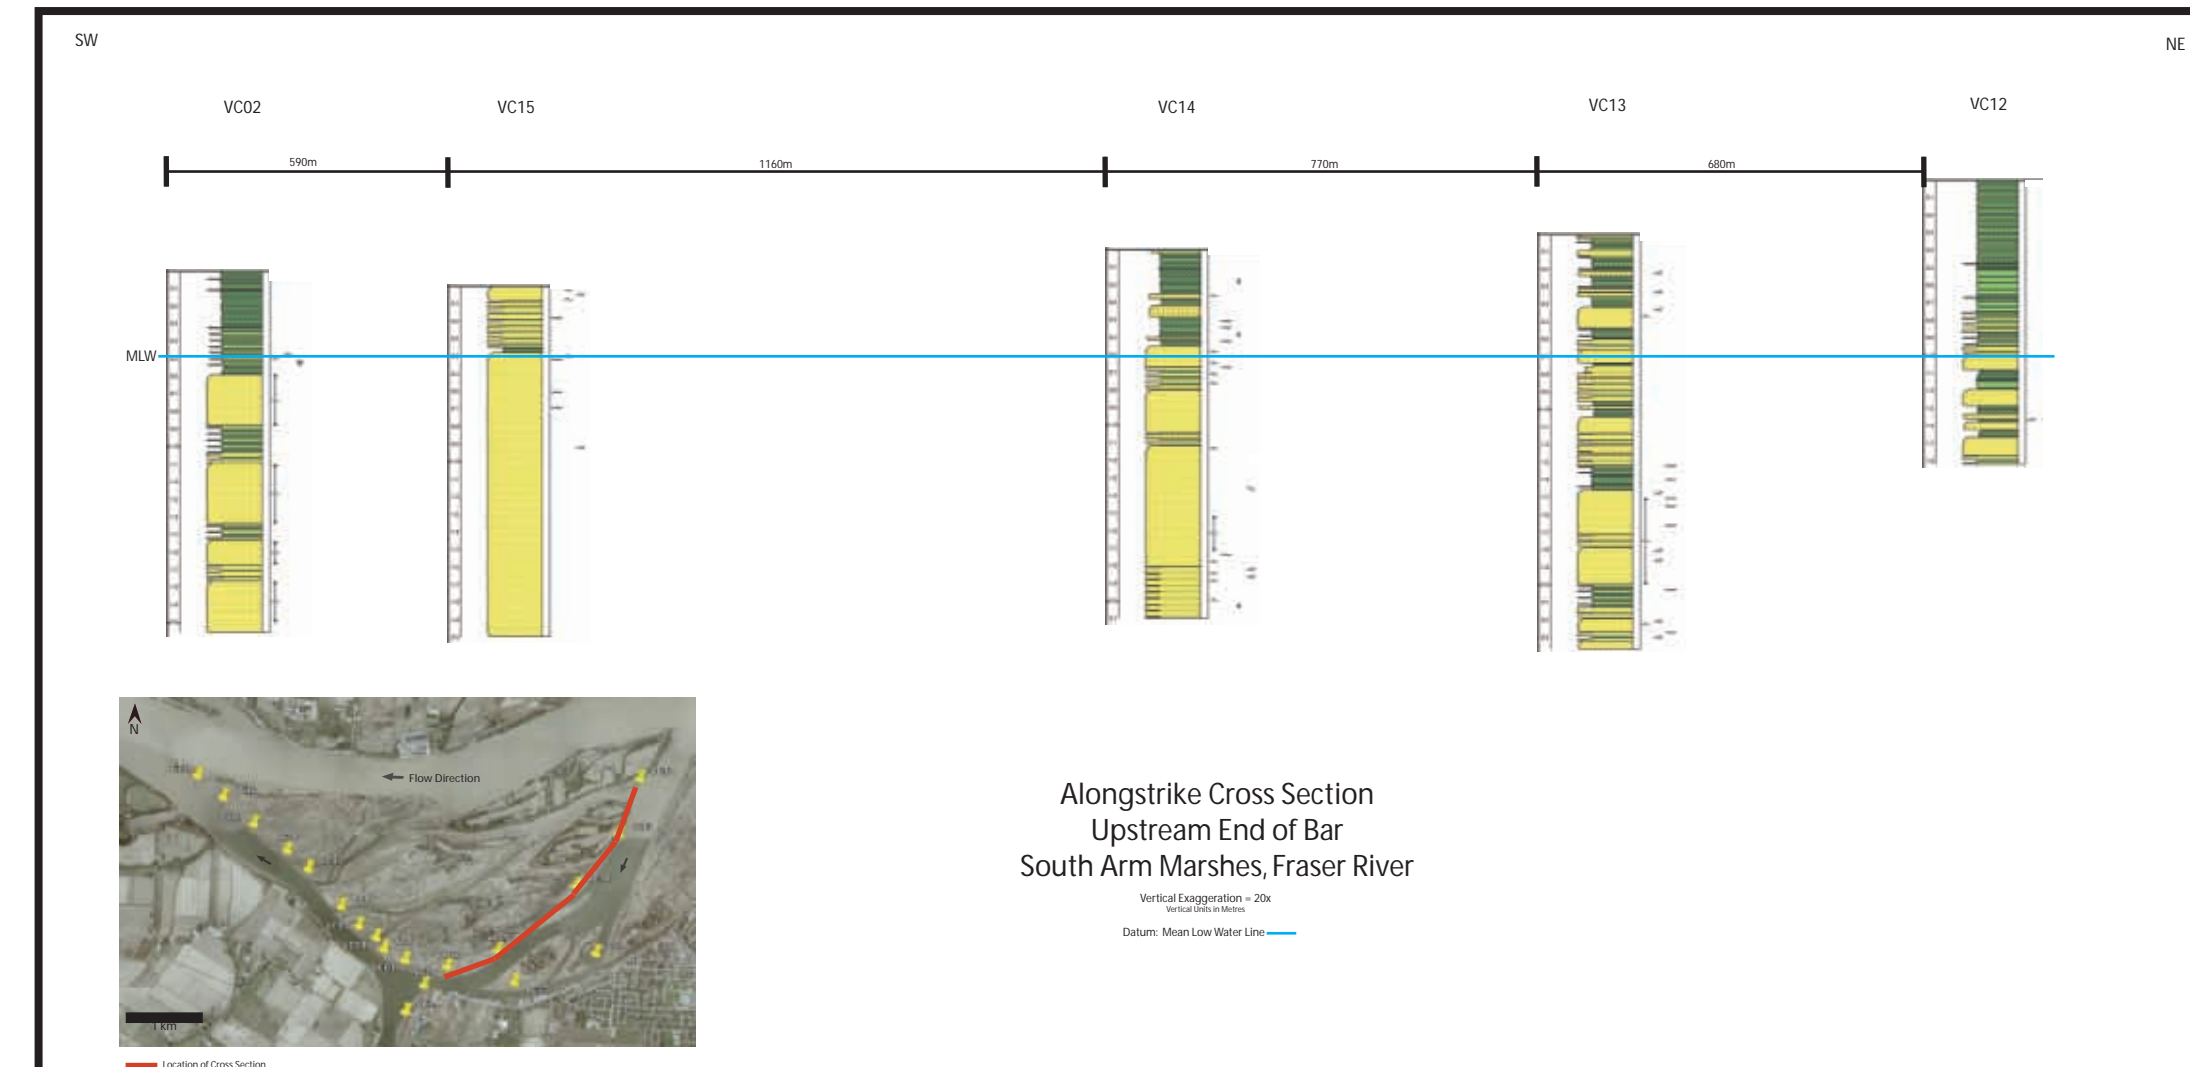 SW
NE
VC02
VC15
VC14
VC13
VC12
590m
1160m
770m
680m
MLW
N
Flow Direction
1 km
Location of Cross Section
Alongstrike Cross Section
Upstream End of Bar
South Arm Marshes, Fraser River
Vertical Exaggeration = 20x
Vertical Units in Metres
Datum: Mean Low Water Line